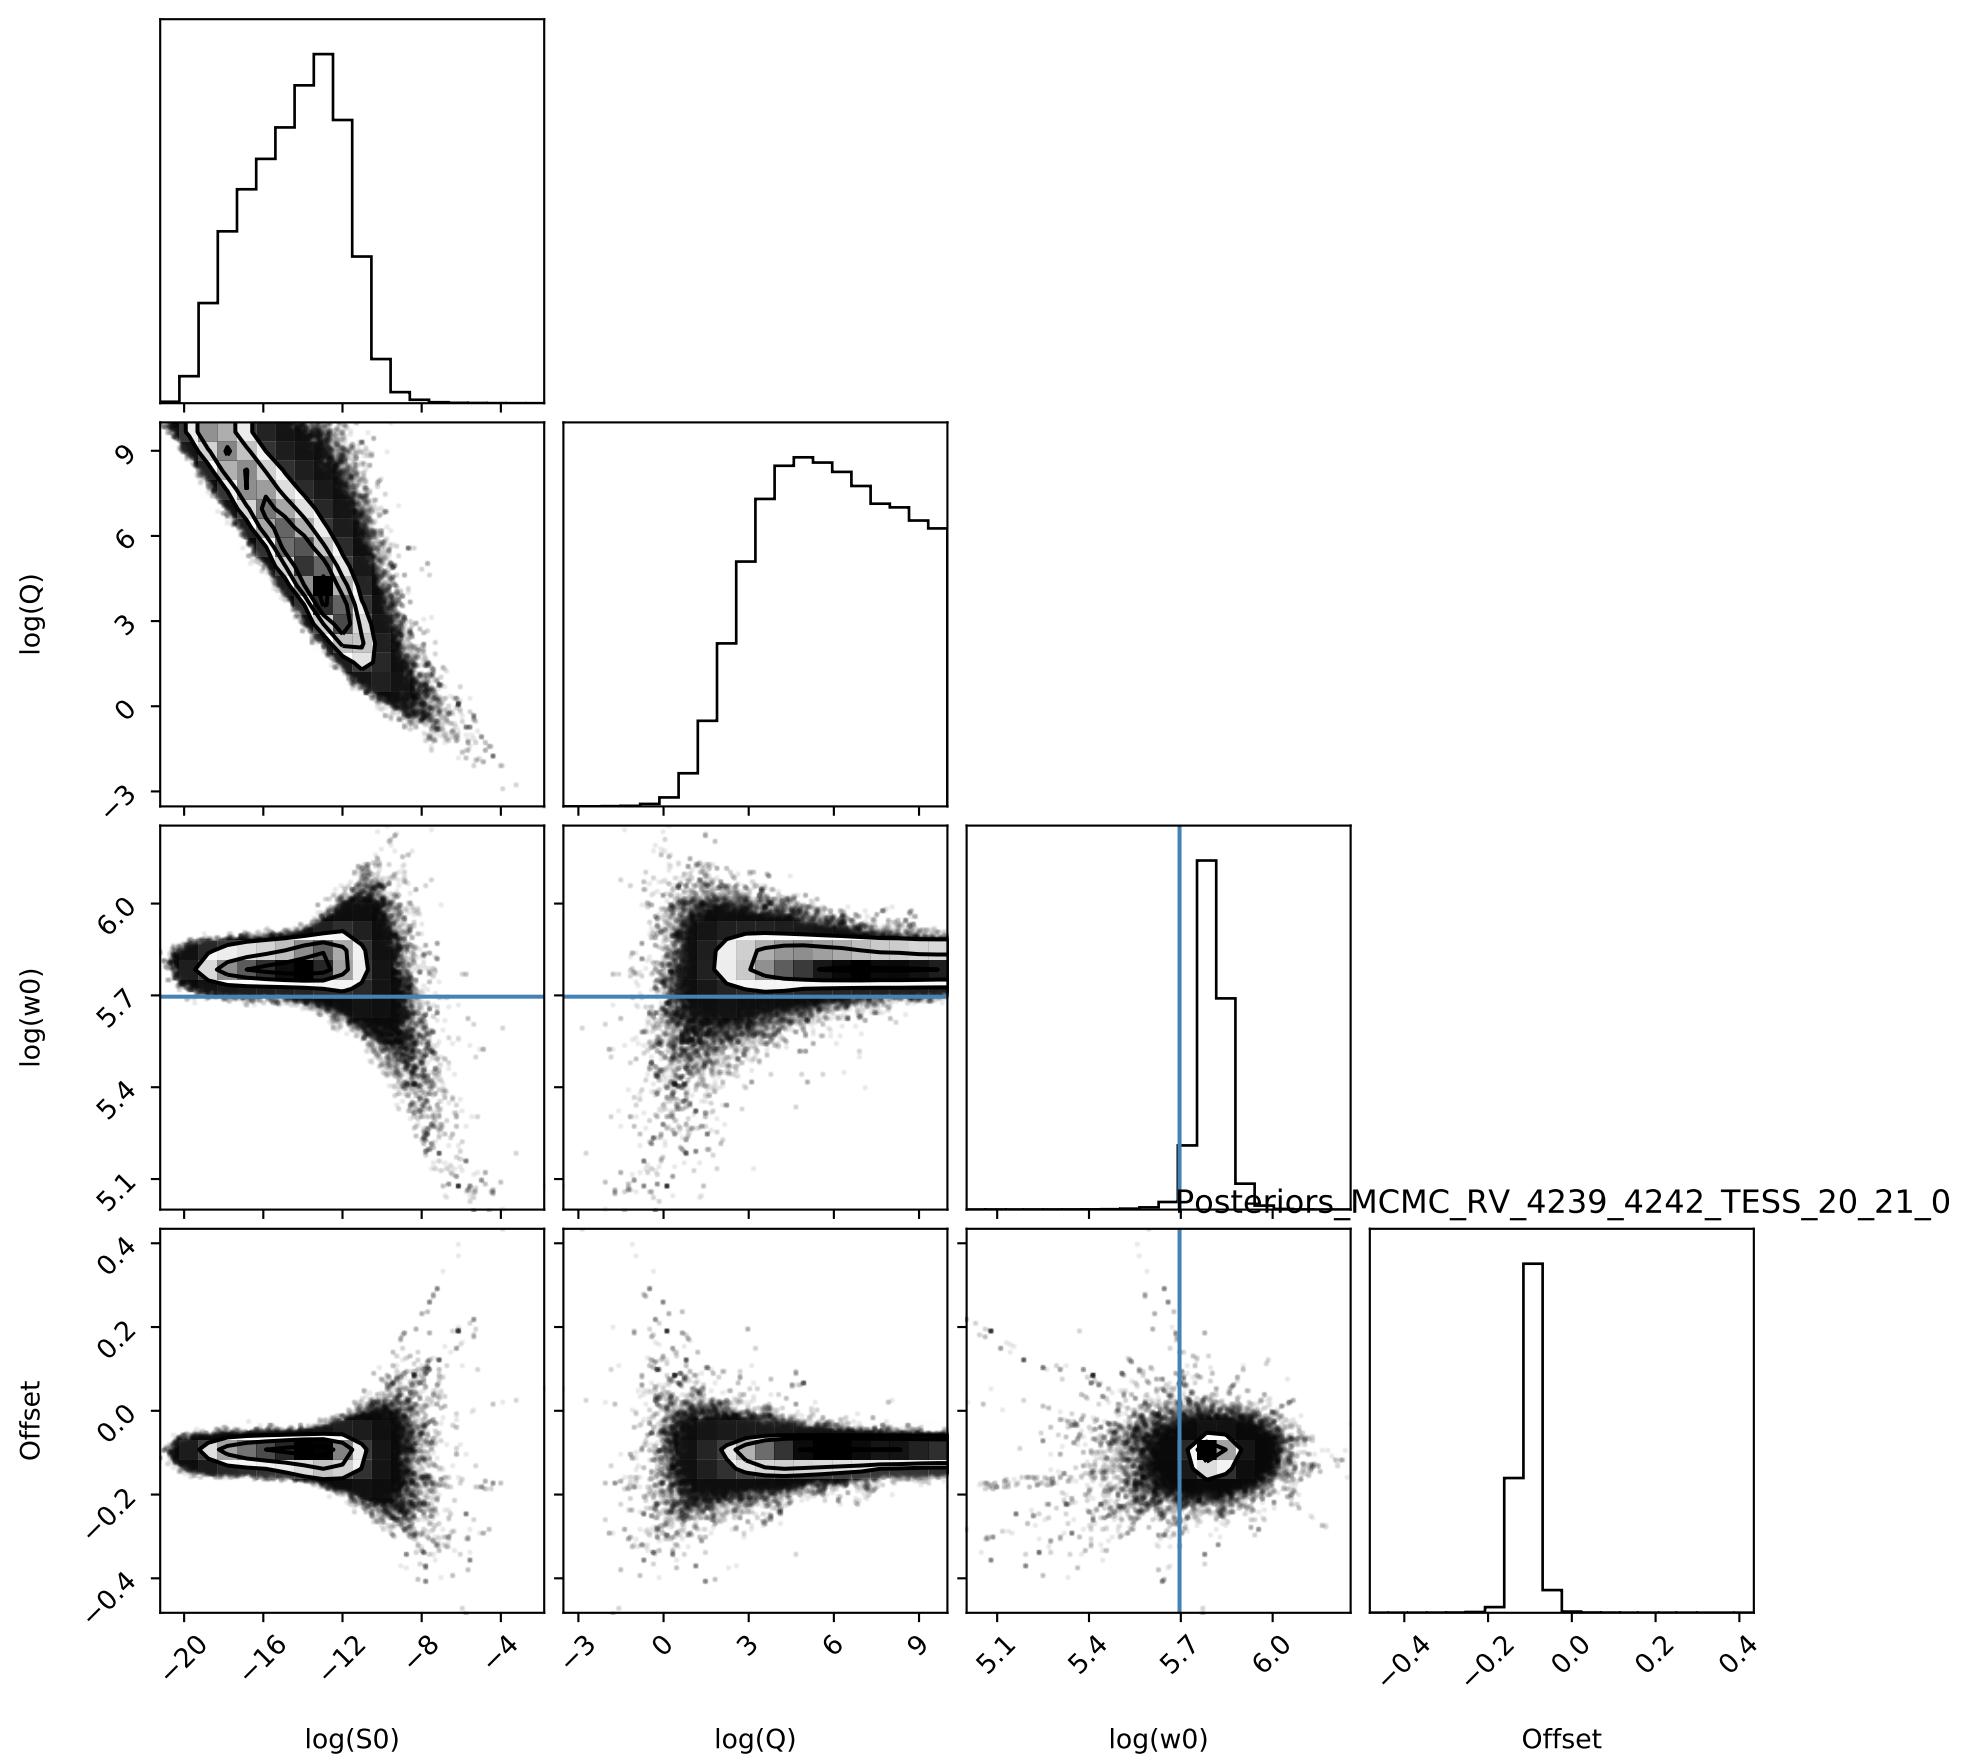 9
6
3
0
−3
log(Q)
6.0
5.7
5.4
5.1
log(w0)
Posteriors_MCMC_RV_4239_4242_TESS_20_21_0
0.4
0.2
0.0
−0.2
−0.4
Offset
−20 −16 −12 −8 −4 −3 0 3 6 9 5.1 5.4 5.7 6.0 −0.4 −0.2 0.0 0.2 0.4
log(S0) log(Q) log(w0) Offset